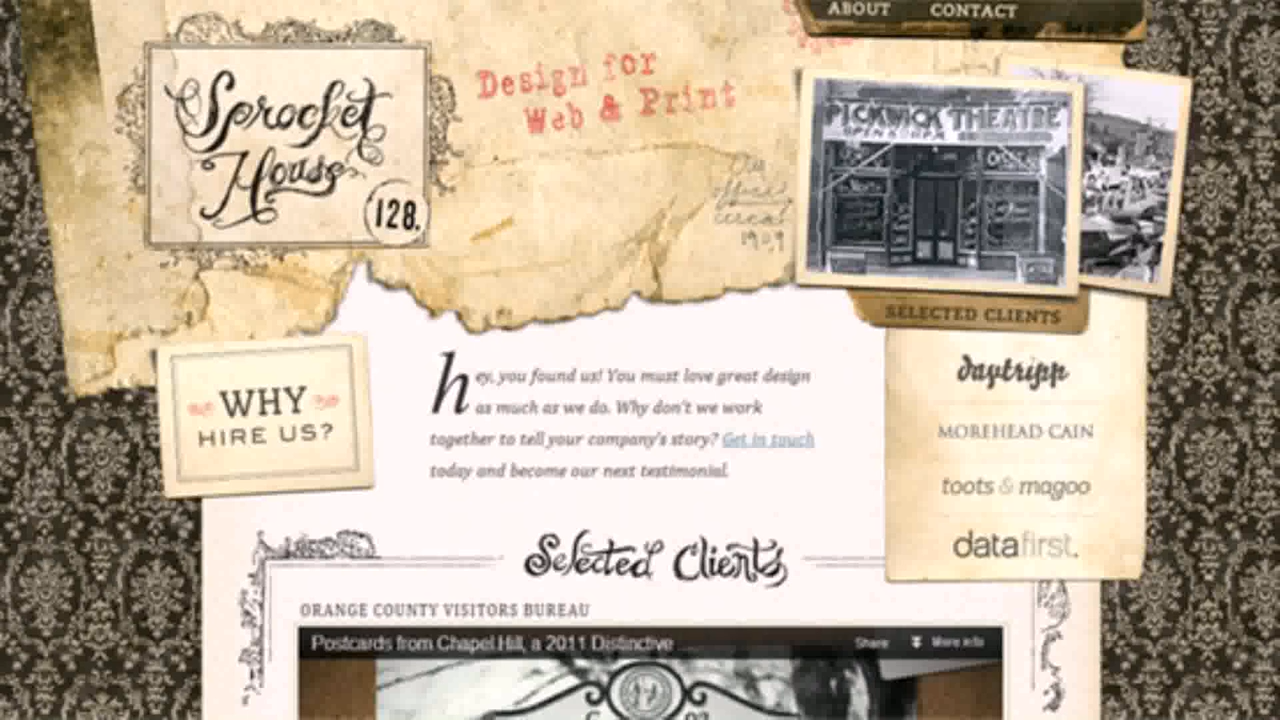 ABOUT CONTACT
Sprocket
House
128.
Design for
Web & Print
PICKWICK THEATRE
1909
SELECTED CLIENTS
WHY
HIRE US?
hey, you found us! You must love great design
as much as we do. Why don't we work
together to tell your company's story? Get in touch
today and become our next testimonial.
daytripp
MOREHEAD CAIN
toots & magoo
datafirst.
Selected Clients
ORANGE COUNTY VISITORS BUREAU
Postcards from Chapel Hill, a 2011 Distinctive Share More info